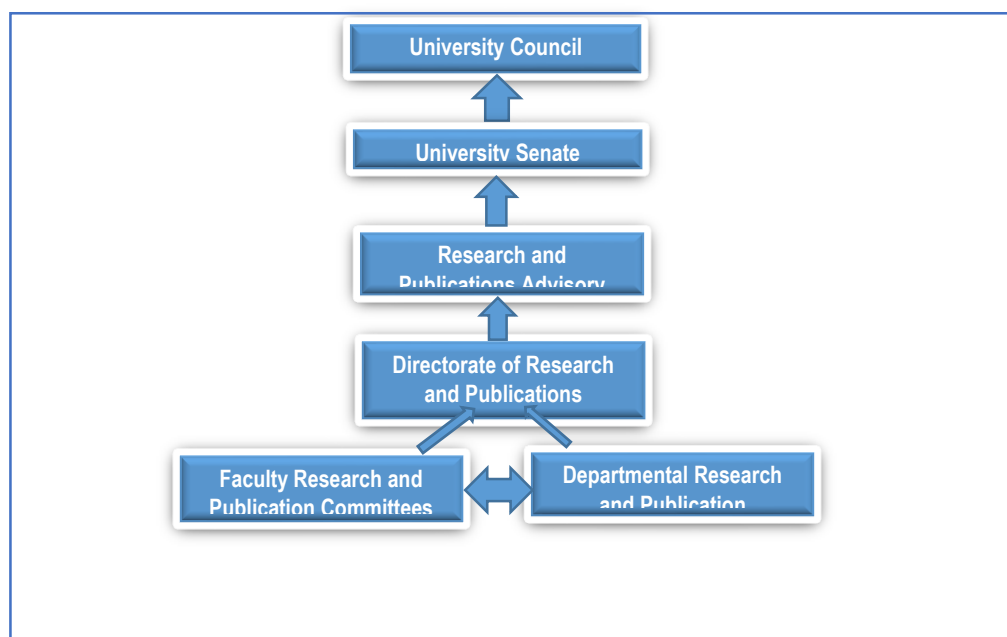 University Council
University Senate
Research and
Publications Advisory
Directorate of Research
and Publications
Faculty Research and
Publication Committees
Departmental Research
and Publication